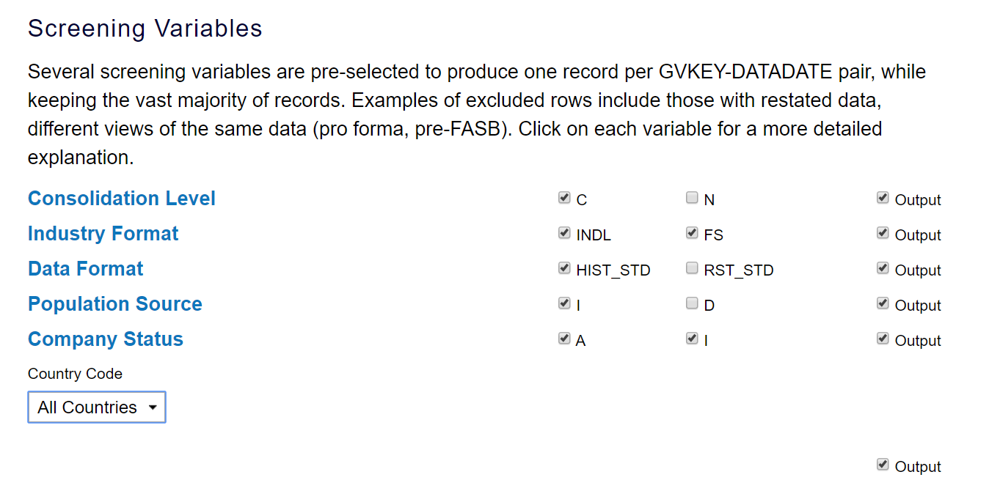 Screening Variables
Several screening variables are pre-selected to produce one record per GVKEY-DATADATE pair, while
keeping the vast majority of records. Examples of excluded rows include those with restated data,
different views of the same data (pro forma, pre-FASB). Click on each variable for a more detailed
explanation.
Consolidation Level C N Output
Industry Format INDL FS Output
Data Format HIST_STD RST_STD Output
Population Source I D Output
Company Status A I Output
Country Code
All Countries
Output